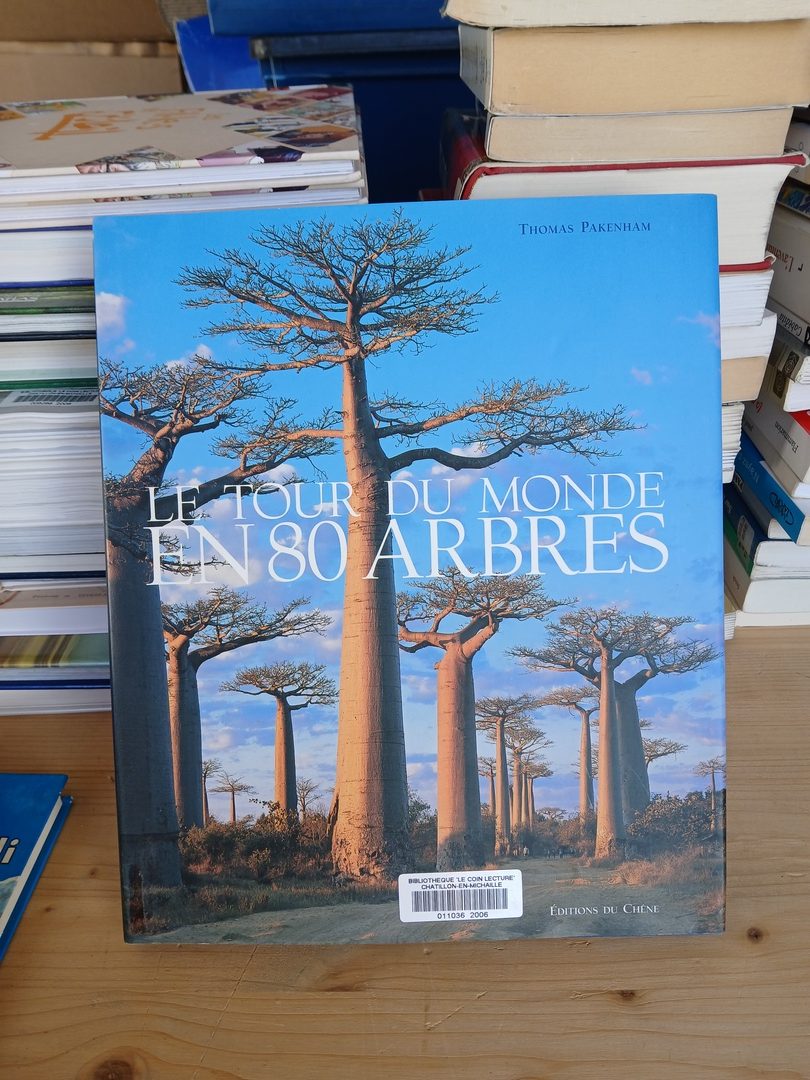 THOMAS PAKENHAM
LE TOUR DU MONDE
EN 80 ARBRES
BIBLIOTHEQUE 'LE COIN LECTURE'
CHATILLON-EN-MICHAILLE
011036 2006
ÉDITIONS DU CHÊNE